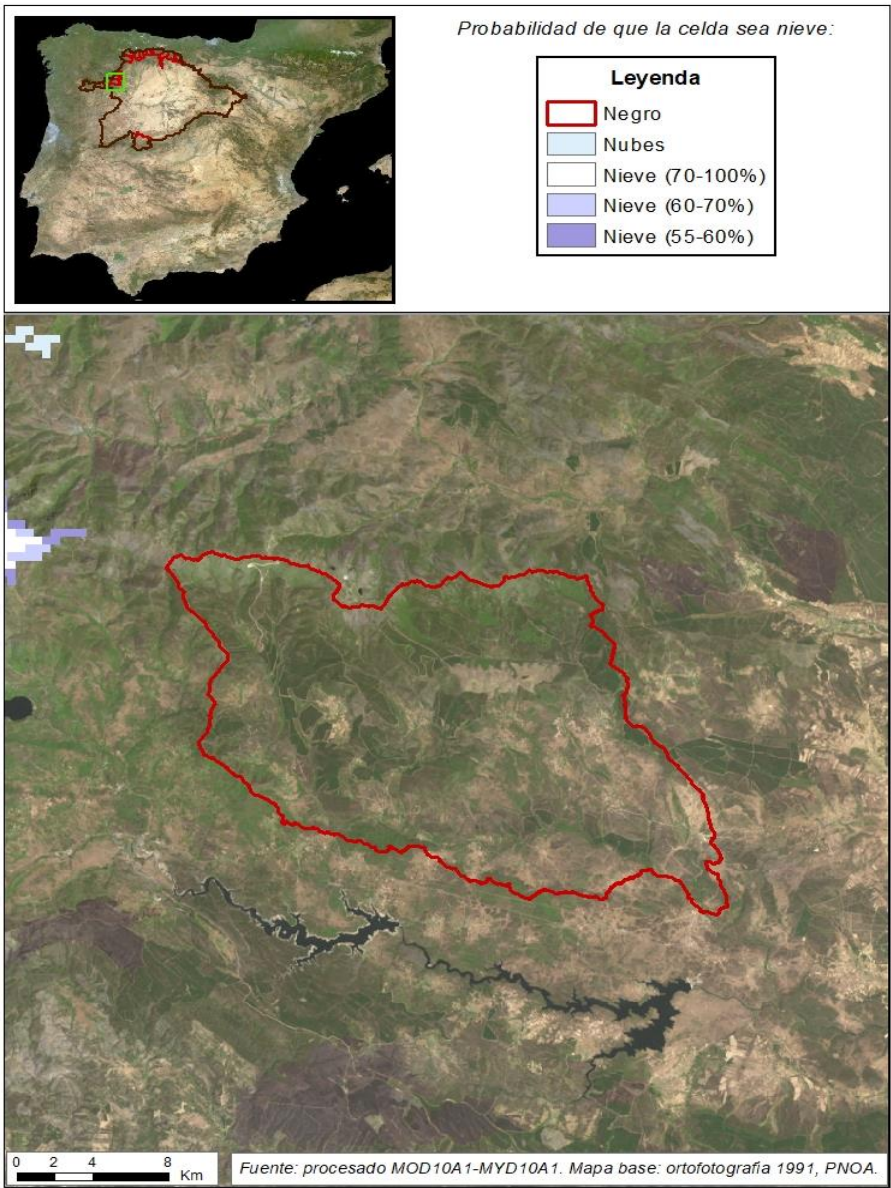 Probabilidad de que la celda sea nieve:
Leyenda
Negro
Nubes
Nieve (70-100%)
Nieve (60-70%)
Nieve (55-60%)
0 2 4 8
Km
Fuente: procesado MOD10A1-MYD10A1. Mapa base: ortofotografía 1991, PNOA.